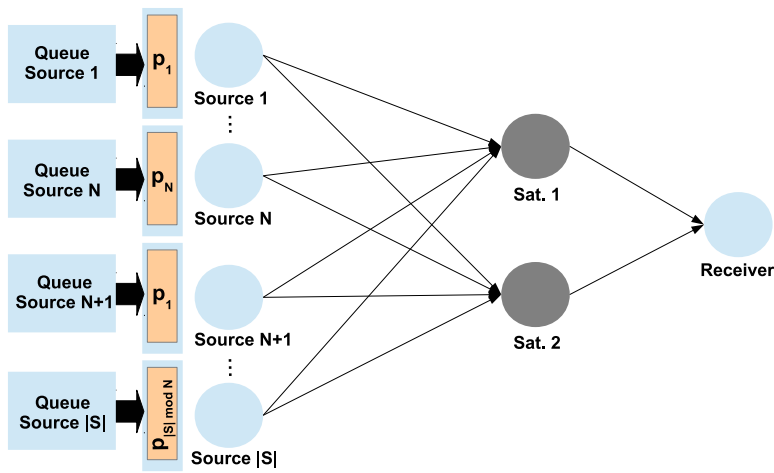 Queue
Source 1
p1
Source 1
...
Queue
Source N
pN
Source N
Queue
Source N+1
p1
Source N+1
...
Queue
Source |S|
p|S| mod N
Source |S|
Sat. 1
Sat. 2
Receiver